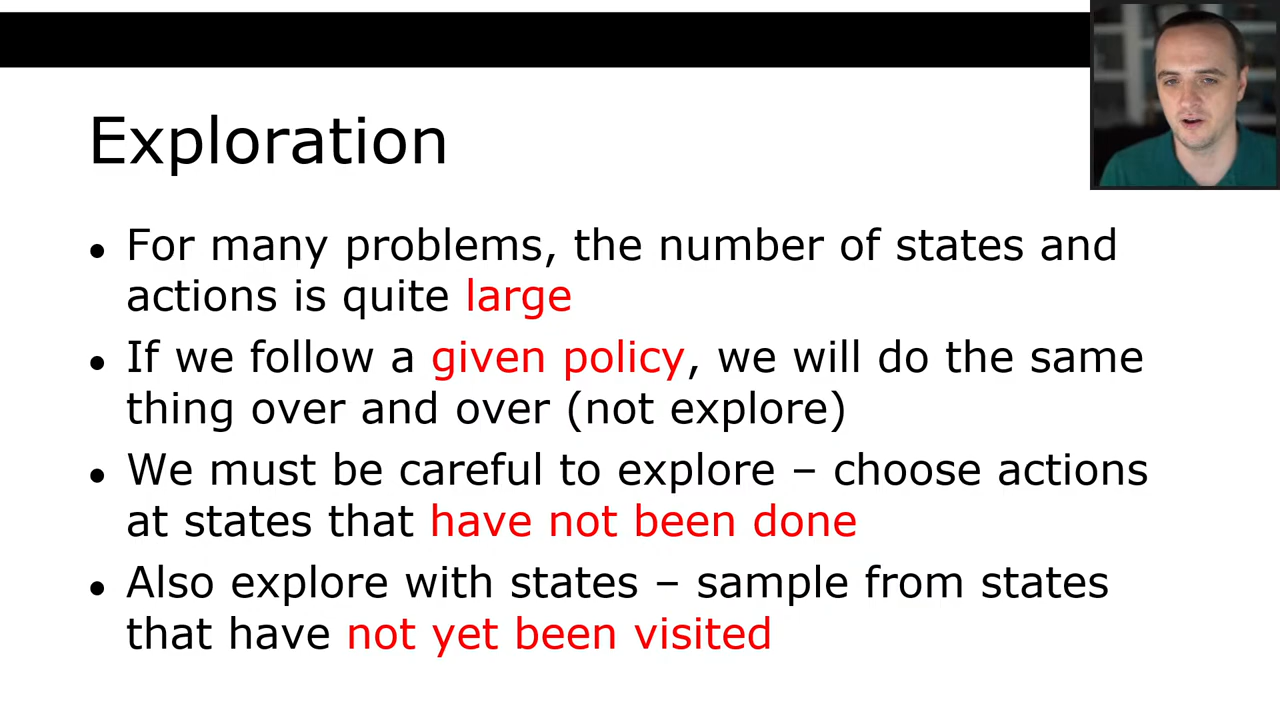 Exploration
• For many problems, the number of states and
actions is quite large
• If we follow a given policy, we will do the same
thing over and over (not explore)
• We must be careful to explore – choose actions
at states that have not been done
• Also explore with states – sample from states
that have not yet been visited